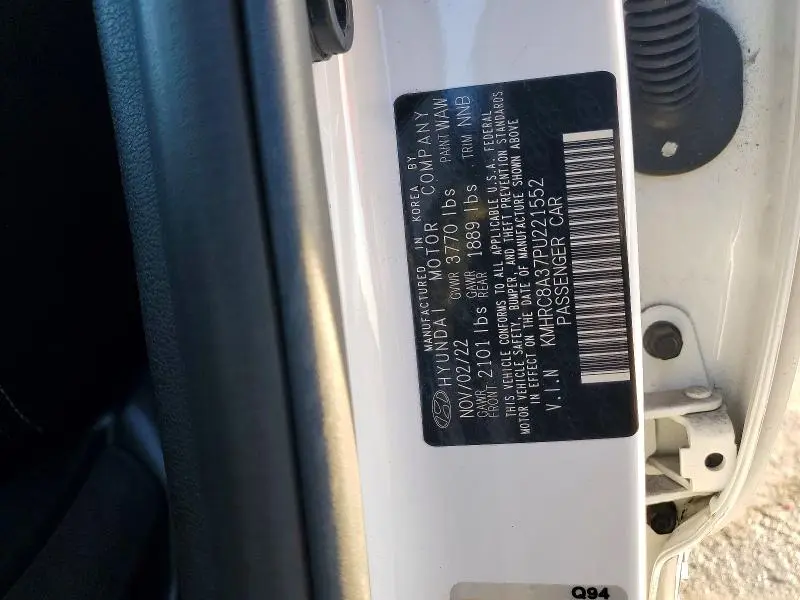 MANUFACTURED IN KOREA BY
HYUNDAI MOTOR COMPANY
NOV/02/22 GVWR 3770 lbs PAINT WAW
GAWR FRONT 2101 lbs GAWR REAR 1889 lbs TRIM NNB
THIS VEHICLE CONFORMS TO ALL APPLICABLE U.S.A. FEDERAL
MOTOR VEHICLE SAFETY, BUMPER, AND THEFT PREVENTION STANDARDS
IN EFFECT ON THE DATE OF MANUFACTURE SHOWN ABOVE
V.I.N KMHRC8A37PU221552
PASSENGER CAR
Q94